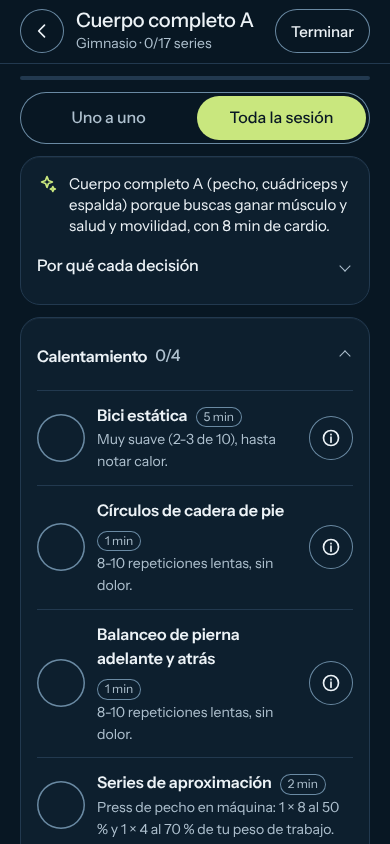 Cuerpo completo A
Gimnasio · 0/17 series
Terminar
Uno a uno
Toda la sesión
Cuerpo completo A (pecho, cuádriceps y
espalda) porque buscas ganar músculo y
salud y movilidad, con 8 min de cardio.
Por qué cada decisión
Calentamiento 0/4
Bici estática 5 min
Muy suave (2-3 de 10), hasta
notar calor.
Círculos de cadera de pie
1 min
8-10 repeticiones lentas, sin
dolor.
Balanceo de pierna
adelante y atrás
1 min
8-10 repeticiones lentas, sin
dolor.
Series de aproximación 2 min
Press de pecho en máquina: 1 × 8 al 50
% y 1 × 4 al 70 % de tu peso de trabajo.